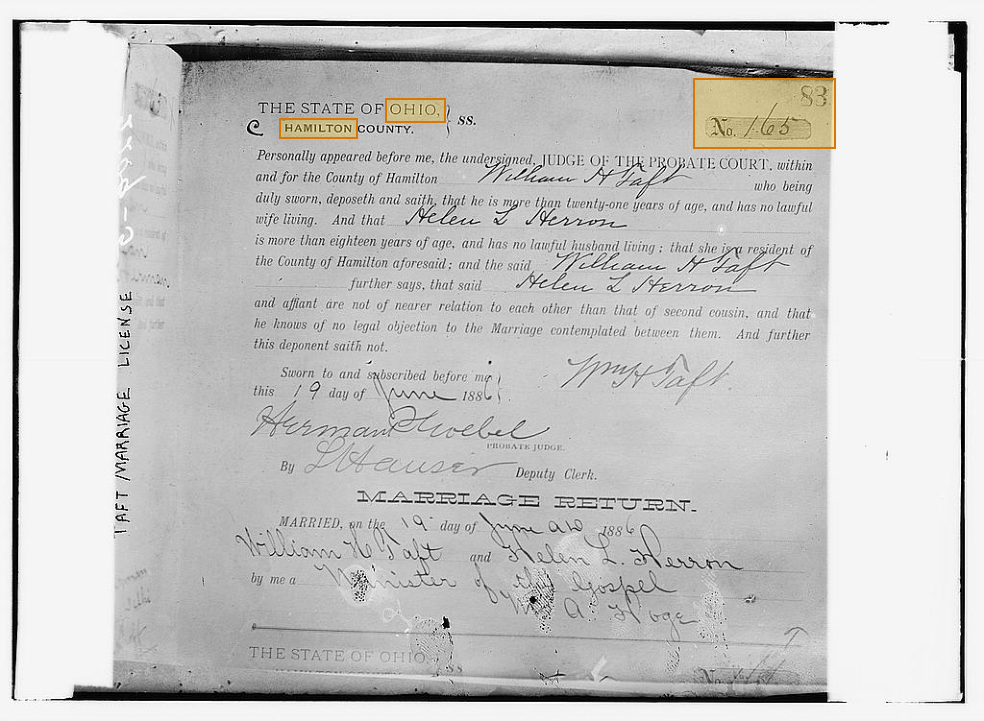 83
THE STATE OF OHIO,
No. 165
C HAMILTON COUNTY. } ss.
Personally appeared before me, the undersigned, JUDGE OF THE PROBATE COURT, within
and for the County of Hamilton William H Taft who being
duly sworn, deposeth and saith, that he is more than twenty-one years of age, and has no lawful
wife living. And that Helen L Herron
is more than eighteen years of age, and has no lawful husband living; that she is a resident of
the County of Hamilton aforesaid; and the said William H Taft
further says, that said Helen L Herron
and affiant are not of nearer relation to each other than that of second cousin, and that
he knows of no legal objection to the Marriage contemplated between them. And further
this deponent saith not.
Sworn to and subscribed before me }
Wm H Taft.
this 19 day of June 1886
Herman P Goebel
PROBATE JUDGE.
By L Hauser Deputy Clerk.
MARRIAGE RETURN.
MARRIED, on the 19 day of June AD 1886
William H Taft and Helen L. Herron
by me a Minister of the Gospel
A. Hoge
THE STATE OF OHIO, } ss
No.
TAFT MARRIAGE LICENSE